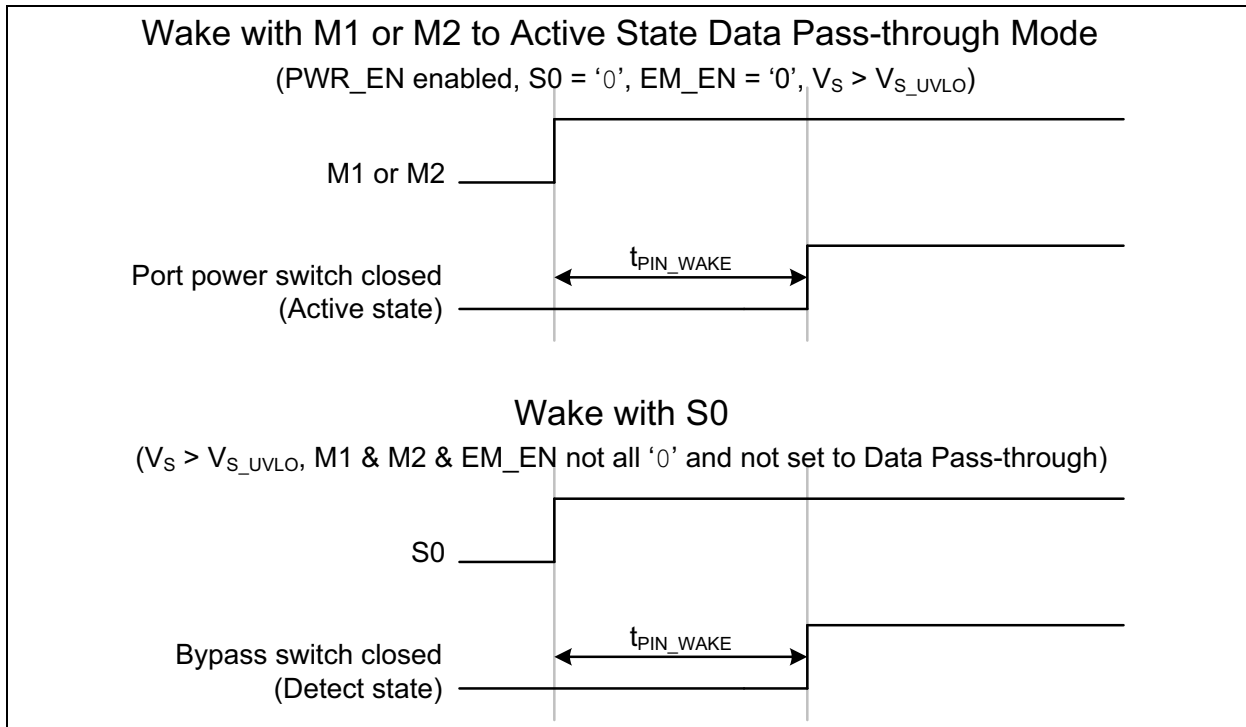 Wake with M1 or M2 to Active State Data Pass-through Mode
(PWR_EN enabled, S0 = ‘0’, EM_EN = ‘0’, VS > VS_UVLO)
M1 or M2
tPIN_WAKE
Port power switch closed
(Active state)
Wake with S0
(VS > VS_UVLO, M1 & M2 & EM_EN not all ‘0’ and not set to Data Pass-through)
S0
tPIN_WAKE
Bypass switch closed
(Detect state)